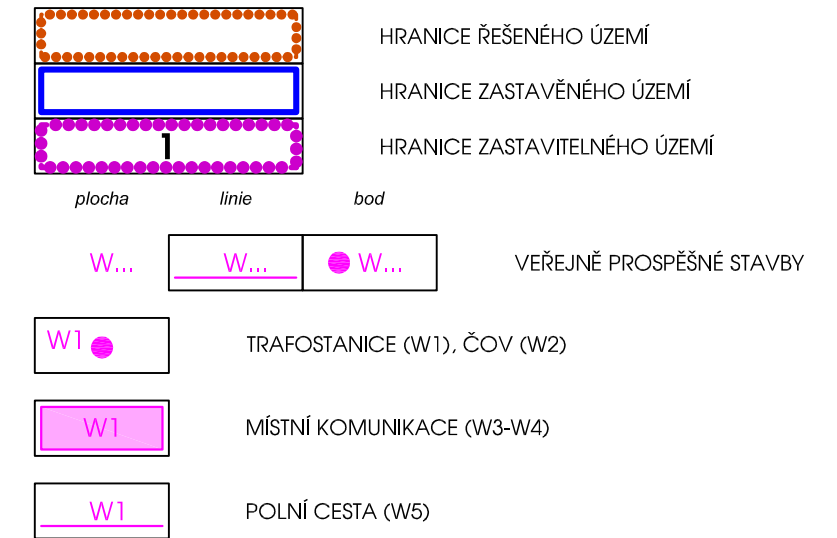 HRANICE ŘEŠENÉHO ÚZEMÍ
HRANICE ZASTAVĚNÉHO ÚZEMÍ
1 HRANICE ZASTAVITELNÉHO ÚZEMÍ
plocha linie bod
W... W... W... VEŘEJNĚ PROSPĚŠNÉ STAVBY
W1 TRAFOSTANICE (W1), ČOV (W2)
W1 MÍSTNÍ KOMUNIKACE (W3-W4)
W1 POLNÍ CESTA (W5)